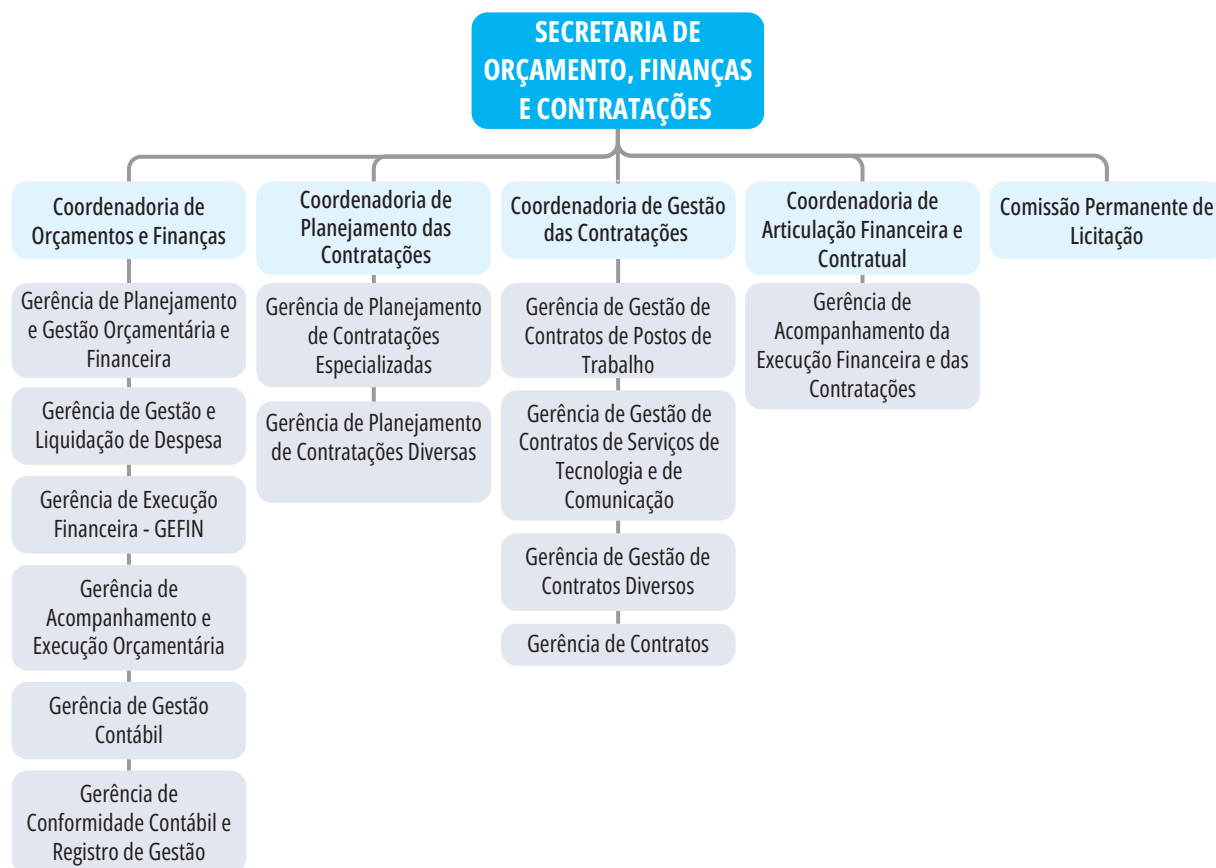 SECRETARIA DE
ORÇAMENTO, FINANÇAS
E CONTRATAÇÕES
Coordenadoria de
Orçamentos e Finanças
Gerência de Planejamento
e Gestão Orçamentária e
Financeira
Gerência de Gestão e
Liquidação de Despesa
Gerência de Execução
Financeira - GEFIN
Gerência de
Acompanhamento e
Execução Orçamentária
Gerência de Gestão
Contábil
Gerência de
Conformidade Contábil e
Registro de Gestão
Coordenadoria de
Planejamento das
Contratações
Gerência de Planejamento
de Contratações
Especializadas
Gerência de Planejamento
de Contratações Diversas
Coordenadoria de Gestão
das Contratações
Gerência de Gestão de
Contratos de Postos de
Trabalho
Gerência de Gestão de
Contratos de Serviços de
Tecnologia e de
Comunicação
Gerência de Gestão de
Contratos Diversos
Gerência de Contratos
Coordenadoria de
Articulação Financeira e
Contratual
Gerência de
Acompanhamento da
Execução Financeira e das
Contratações
Comissão Permanente de
Licitação